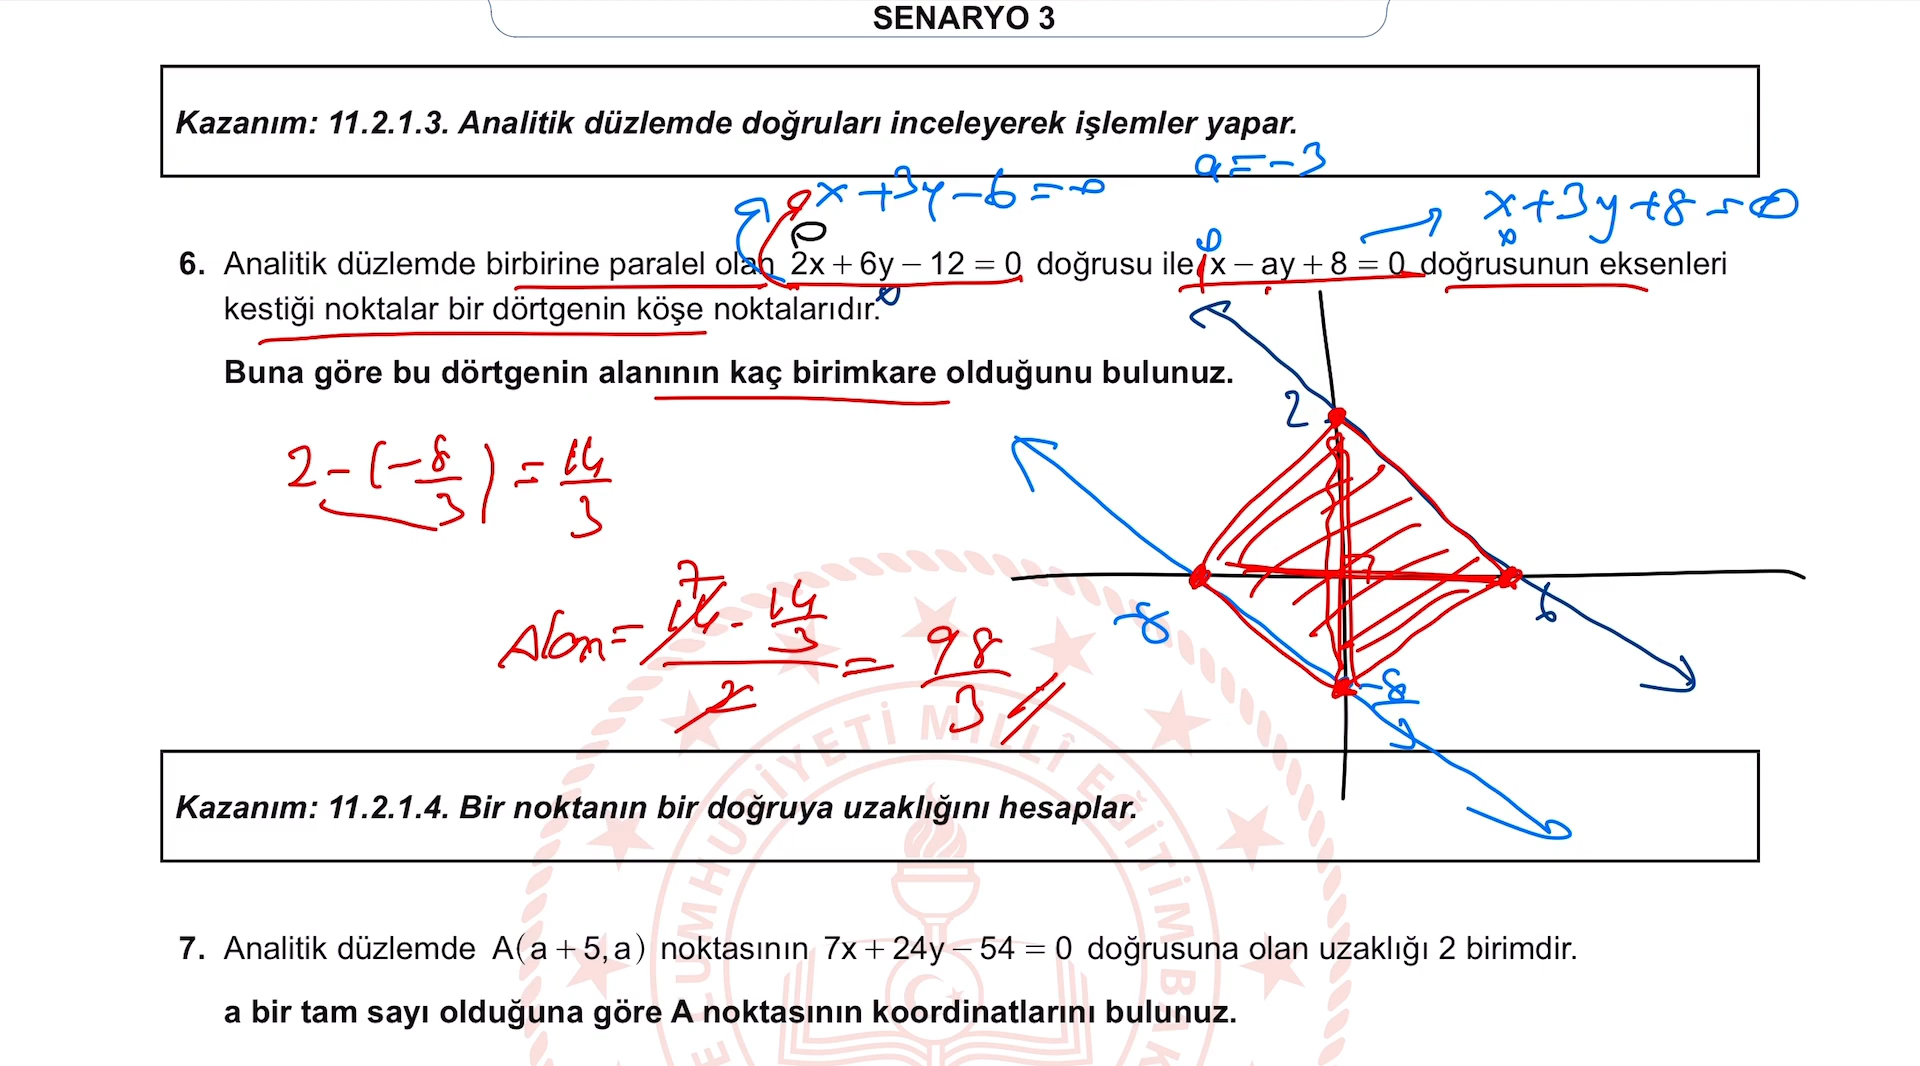 SENARYO 3
Kazanım: 11.2.1.3. Analitik düzlemde doğruları inceleyerek işlemler yapar.
a=-3
x+3y-6=0
x+3y+8=0
6. Analitik düzlemde birbirine paralel olan 2x+6y-12=0 doğrusu ile x-ay+8=0 doğrusunun eksenleri
kestiği noktalar bir dörtgenin köşe noktalarıdır.
Buna göre bu dörtgenin alanının kaç birimkare olduğunu bulunuz.
2
2-(-8/3)=14/3
-8
6
Alan=14·14/3 /2=98/3
7
-8
Kazanım: 11.2.1.4. Bir noktanın bir doğruya uzaklığını hesaplar.
7. Analitik düzlemde A(a+5,a) noktasının 7x+24y-54=0 doğrusuna olan uzaklığı 2 birimdir.
a bir tam sayı olduğuna göre A noktasının koordinatlarını bulunuz.